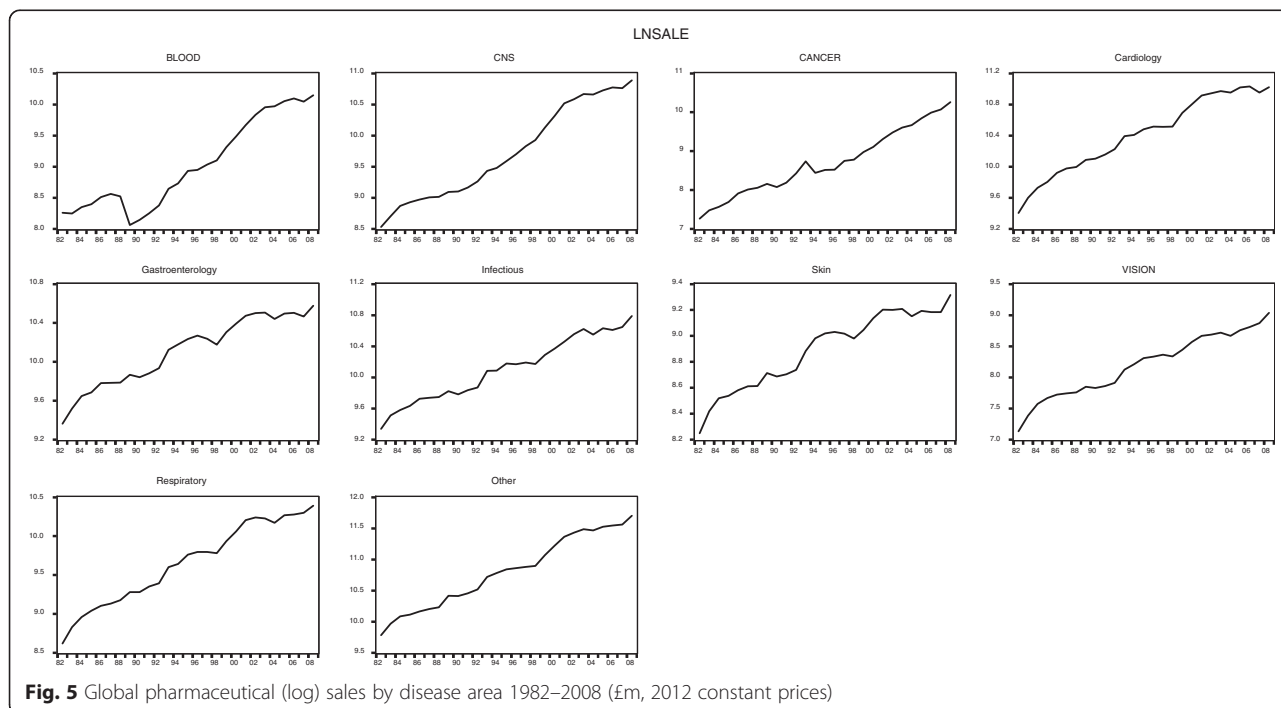 LNSALE
BLOOD
10.5
10.0
9.5
9.0
8.5
8.0
82 84 86 88 90 92 94 96 98 00 02 04 06 08
CNS
11.0
10.5
10.0
9.5
9.0
8.5
82 84 86 88 90 92 94 96 98 00 02 04 06 08
CANCER
11
10
9
8
7
82 84 86 88 90 92 94 96 98 00 02 04 06 08
Cardiology
11.2
10.8
10.4
10.0
9.6
9.2
82 84 86 88 90 92 94 96 98 00 02 04 06 08
Gastroenterology
10.8
10.4
10.0
9.6
9.2
82 84 86 88 90 92 94 96 98 00 02 04 06 08
Infectious
11.2
10.8
10.4
10.0
9.6
9.2
82 84 86 88 90 92 94 96 98 00 02 04 06 08
Skin
9.4
9.2
9.0
8.8
8.6
8.4
8.2
82 84 86 88 90 92 94 96 98 00 02 04 06 08
VISION
9.5
9.0
8.5
8.0
7.5
7.0
82 84 86 88 90 92 94 96 98 00 02 04 06 08
Respiratory
10.5
10.0
9.5
9.0
8.5
82 84 86 88 90 92 94 96 98 00 02 04 06 08
Other
12.0
11.5
11.0
10.5
10.0
9.5
82 84 86 88 90 92 94 96 98 00 02 04 06 08
Fig. 5 Global pharmaceutical (log) sales by disease area 1982–2008 (£m, 2012 constant prices)